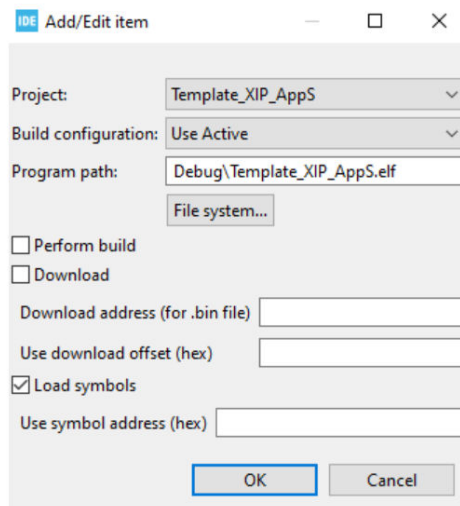 IDE Add/Edit item
Project: Template_XIP_AppS
Build configuration: Use Active
Program path: Debug\Template_XIP_AppS.elf
File system...
Perform build
Download
Download address (for .bin file)
Use download offset (hex)
Load symbols
Use symbol address (hex)
OK Cancel